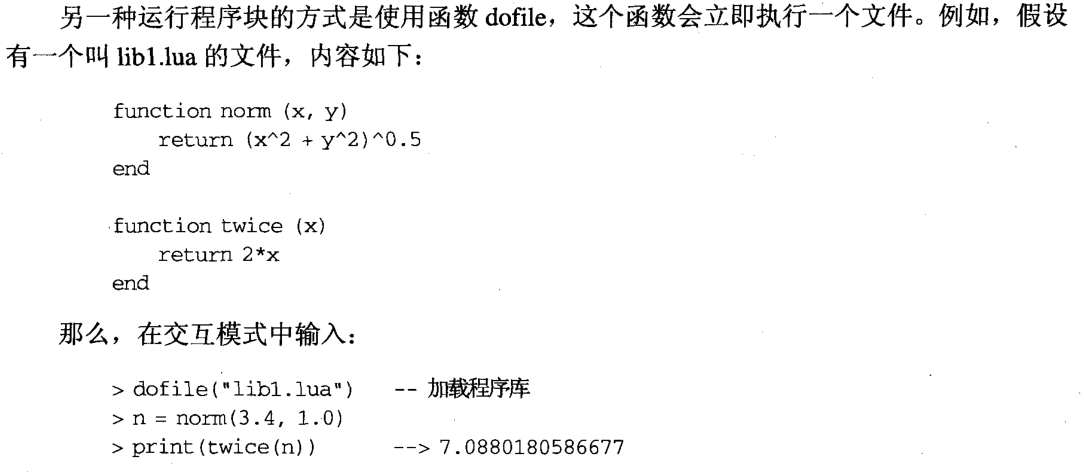 另一种运行程序块的方式是使用函数 dofile，这个函数会立即执行一个文件。例如，假设
有一个叫 lib1.lua 的文件，内容如下：
function norm (x, y)
    return (x^2 + y^2)^0.5
end
function twice (x)
    return 2*x
end
那么，在交互模式中输入：
> dofile("lib1.lua")   -- 加载程序库
> n = norm(3.4, 1.0)
> print(twice(n))      --> 7.0880180586677